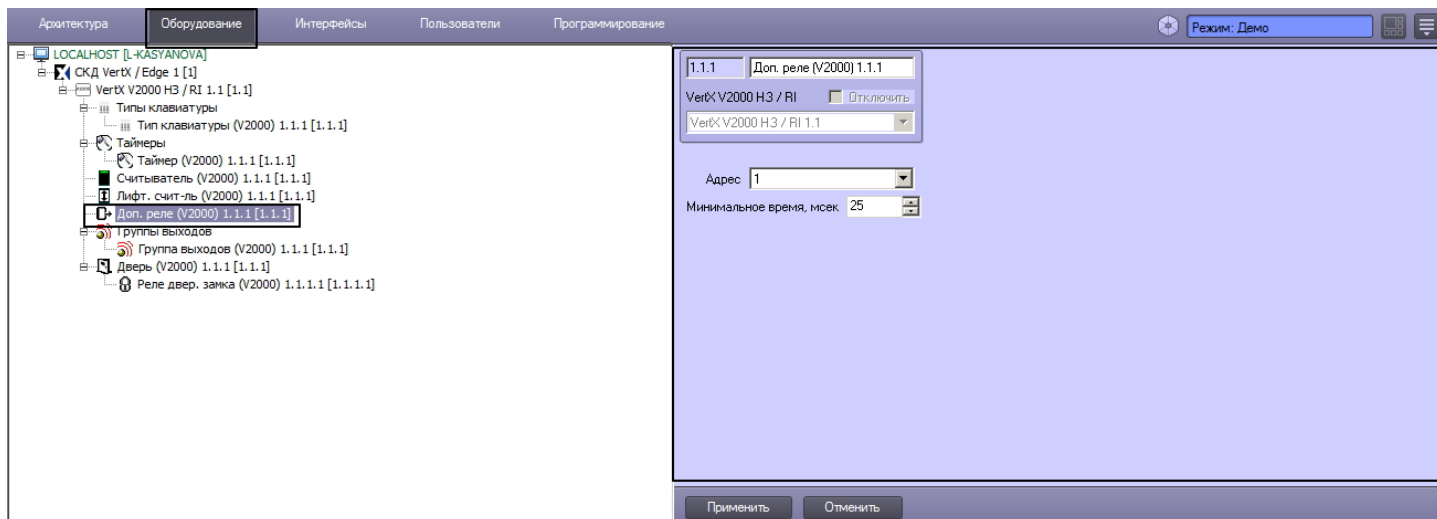 Архитектура Оборудование Интерфейсы Пользователи Программирование Режим: Демо
LOCALHOST [L-KASYANOVA]
СКД VertX / Edge 1 [1]
VertX V2000 НЗ / RI 1.1 [1.1]
Типы клавиатуры
Тип клавиатуры (V2000) 1.1.1 [1.1.1]
Таймеры
Таймер (V2000) 1.1.1 [1.1.1]
Считыватель (V2000) 1.1.1 [1.1.1]
Лифт. счит-ль (V2000) 1.1.1 [1.1.1]
Доп. реле (V2000) 1.1.1 [1.1.1]
Группы выходов
Группа выходов (V2000) 1.1.1 [1.1.1]
Дверь (V2000) 1.1.1 [1.1.1]
Реле двер. замка (V2000) 1.1.1.1 [1.1.1.1]
1.1.1 Доп. реле (V2000) 1.1.1
VertX V2000 НЗ / RI Отключить
VertX V2000 НЗ / RI 1.1
Адрес 1
Минимальное время, мсек 25
Применить Отменить